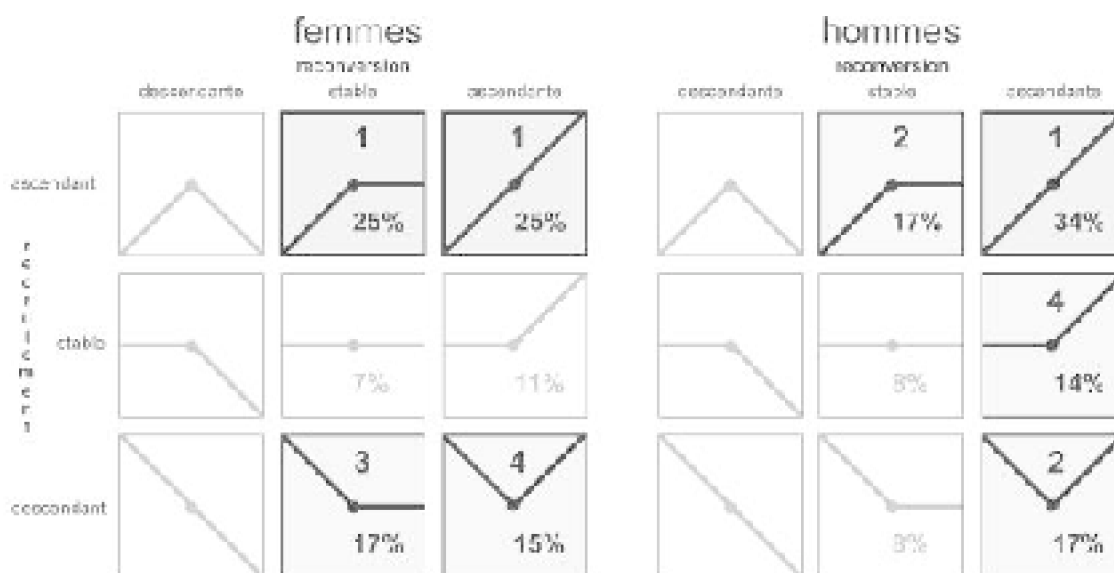 femmes
reconversion
descendante stable ascendante
hommes
reconversion
descendante stable ascendante
ascendant
1
25%
1
25%
2
17%
1
34%
recrutement
stable
7%
11%
8%
4
14%
descendant
3
17%
4
15%
8%
2
17%